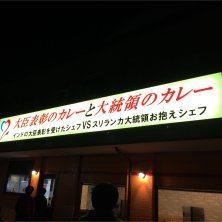 大臣表彰のカレーと大統領のカレー
インドの大臣表彰を受けたシェフVSスリランカ大統領お抱えシェフ